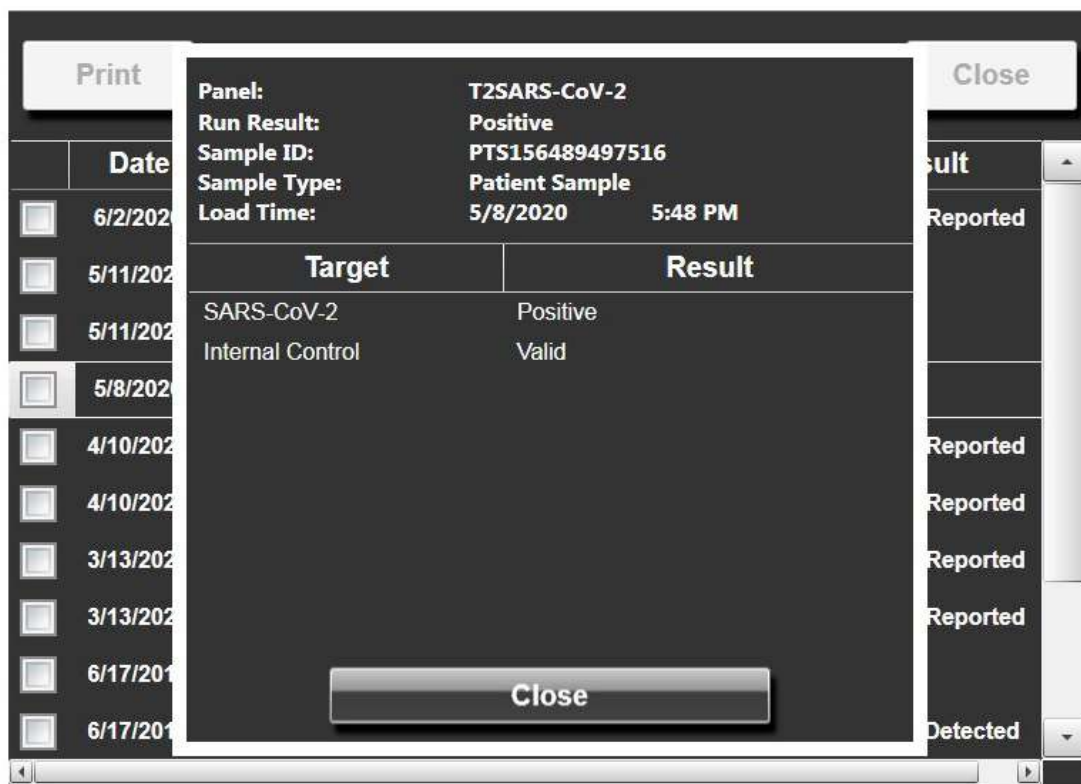 Print
Close
Panel: T2SARS-CoV-2
Run Result: Positive
Sample ID: PTS156489497516
Sample Type: Patient Sample
Load Time: 5/8/2020 5:48 PM
Target Result
SARS-CoV-2 Positive
Internal Control Valid
Close
Date
6/2/202 Reported
5/11/202
5/11/202
5/8/202
4/10/202 Reported
4/10/202 Reported
3/13/202 Reported
3/13/202 Reported
6/17/201
6/17/201 Detected